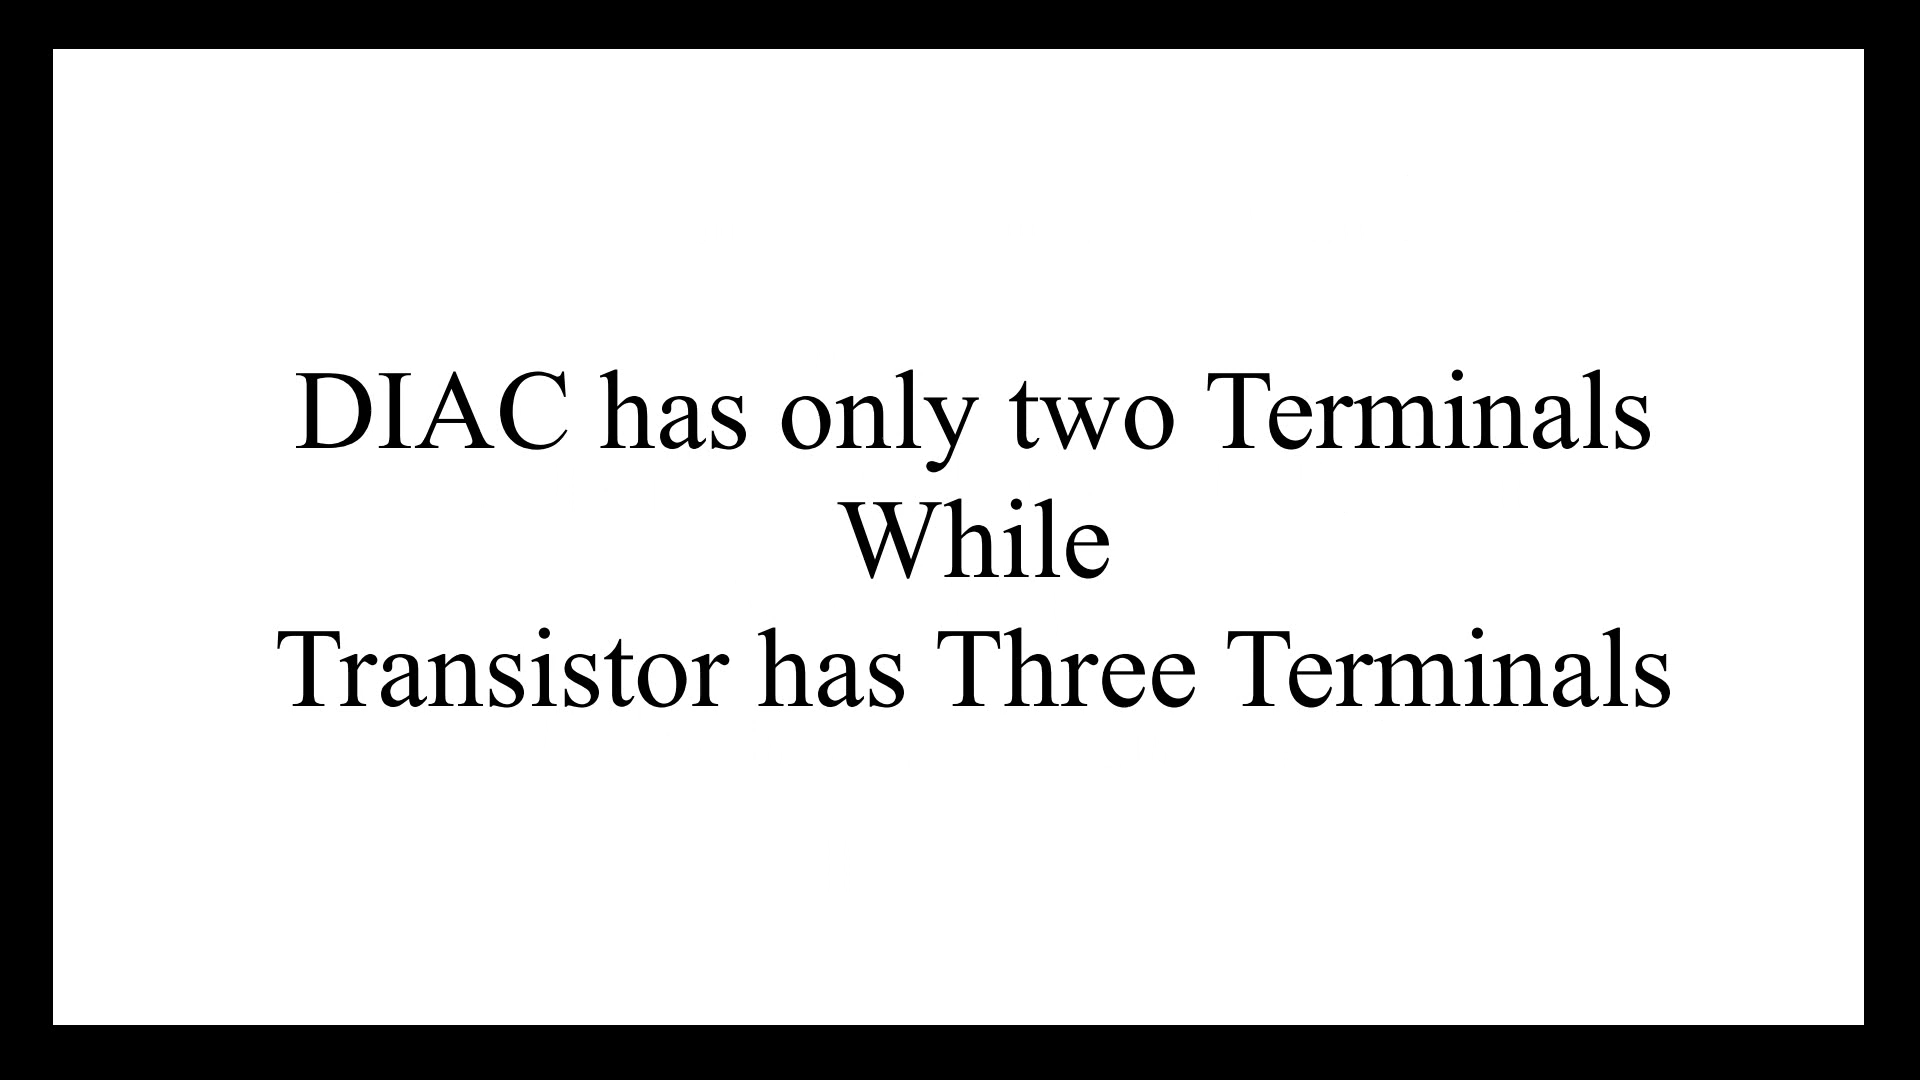 DIAC has only two Terminals
While
Transistor has Three Terminals